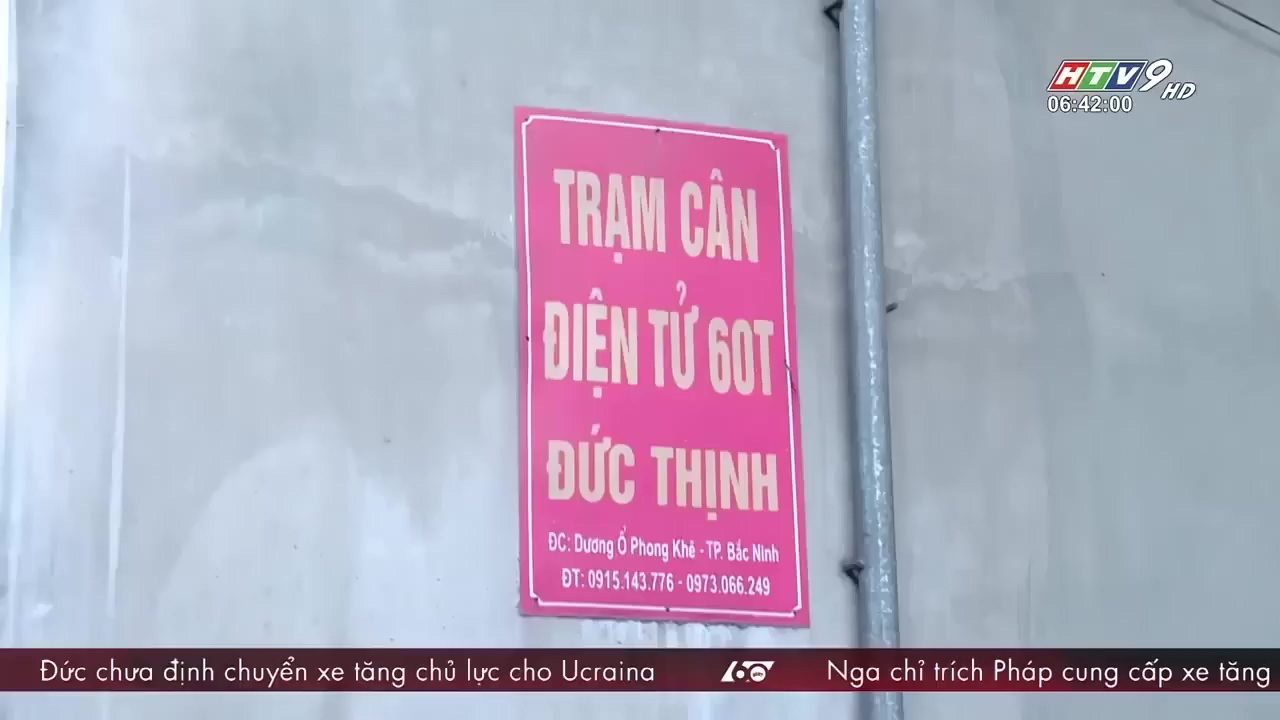 HTV9 HD
06:42:00
TRẠM CÂN
ĐIỆN TỬ 60T
ĐỨC THỊNH
ĐC: Dương Ổ Phong Khê - TP. Bắc Ninh
ĐT: 0915.143.776 - 0973.066.249
Đức chưa định chuyển xe tăng chủ lực cho Ucraina 60 giây Nga chỉ trích Pháp cung cấp xe tăng